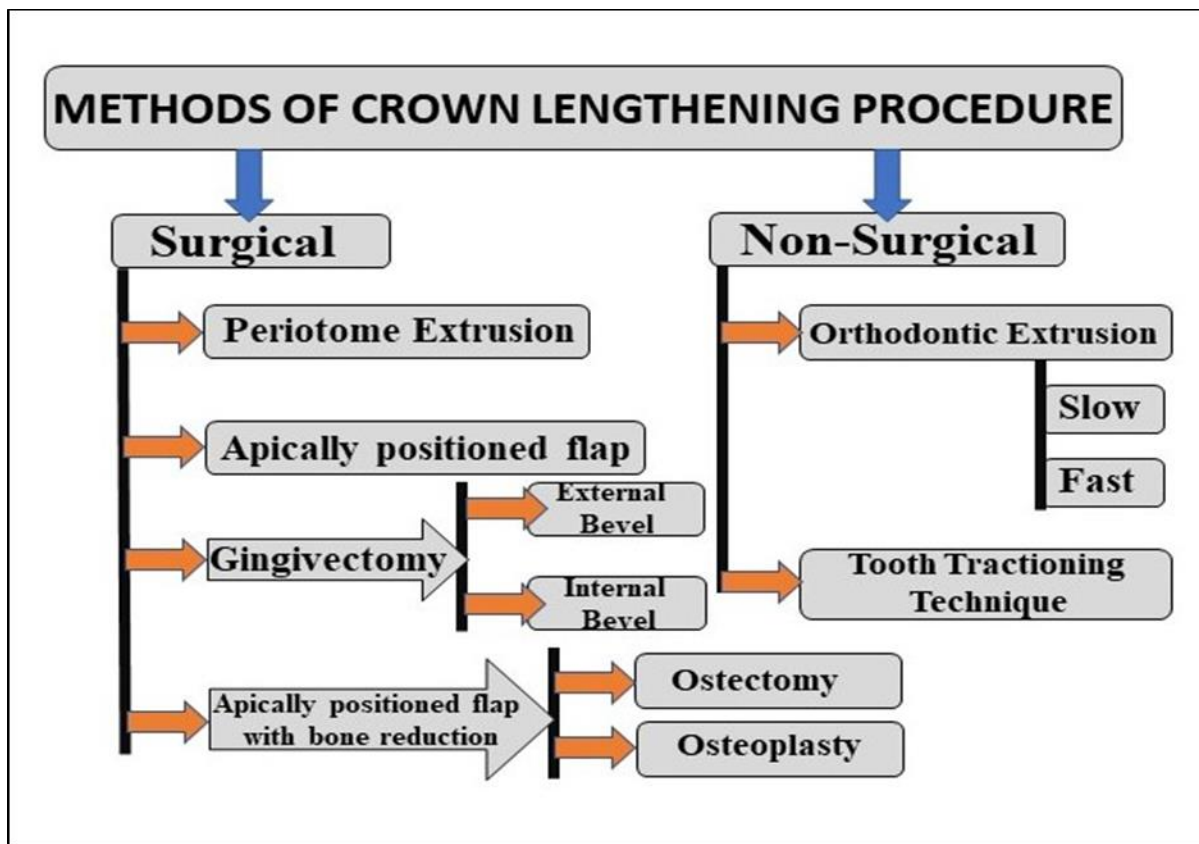 METHODS OF CROWN LENGTHENING PROCEDURE
Surgical
Periotome Extrusion
Apically positioned flap
Gingivectomy
External
Bevel
Internal
Bevel
Apically positioned flap
with bone reduction
Ostectomy
Osteoplasty
Non-Surgical
Orthodontic Extrusion
Slow
Fast
Tooth Tractioning
Technique